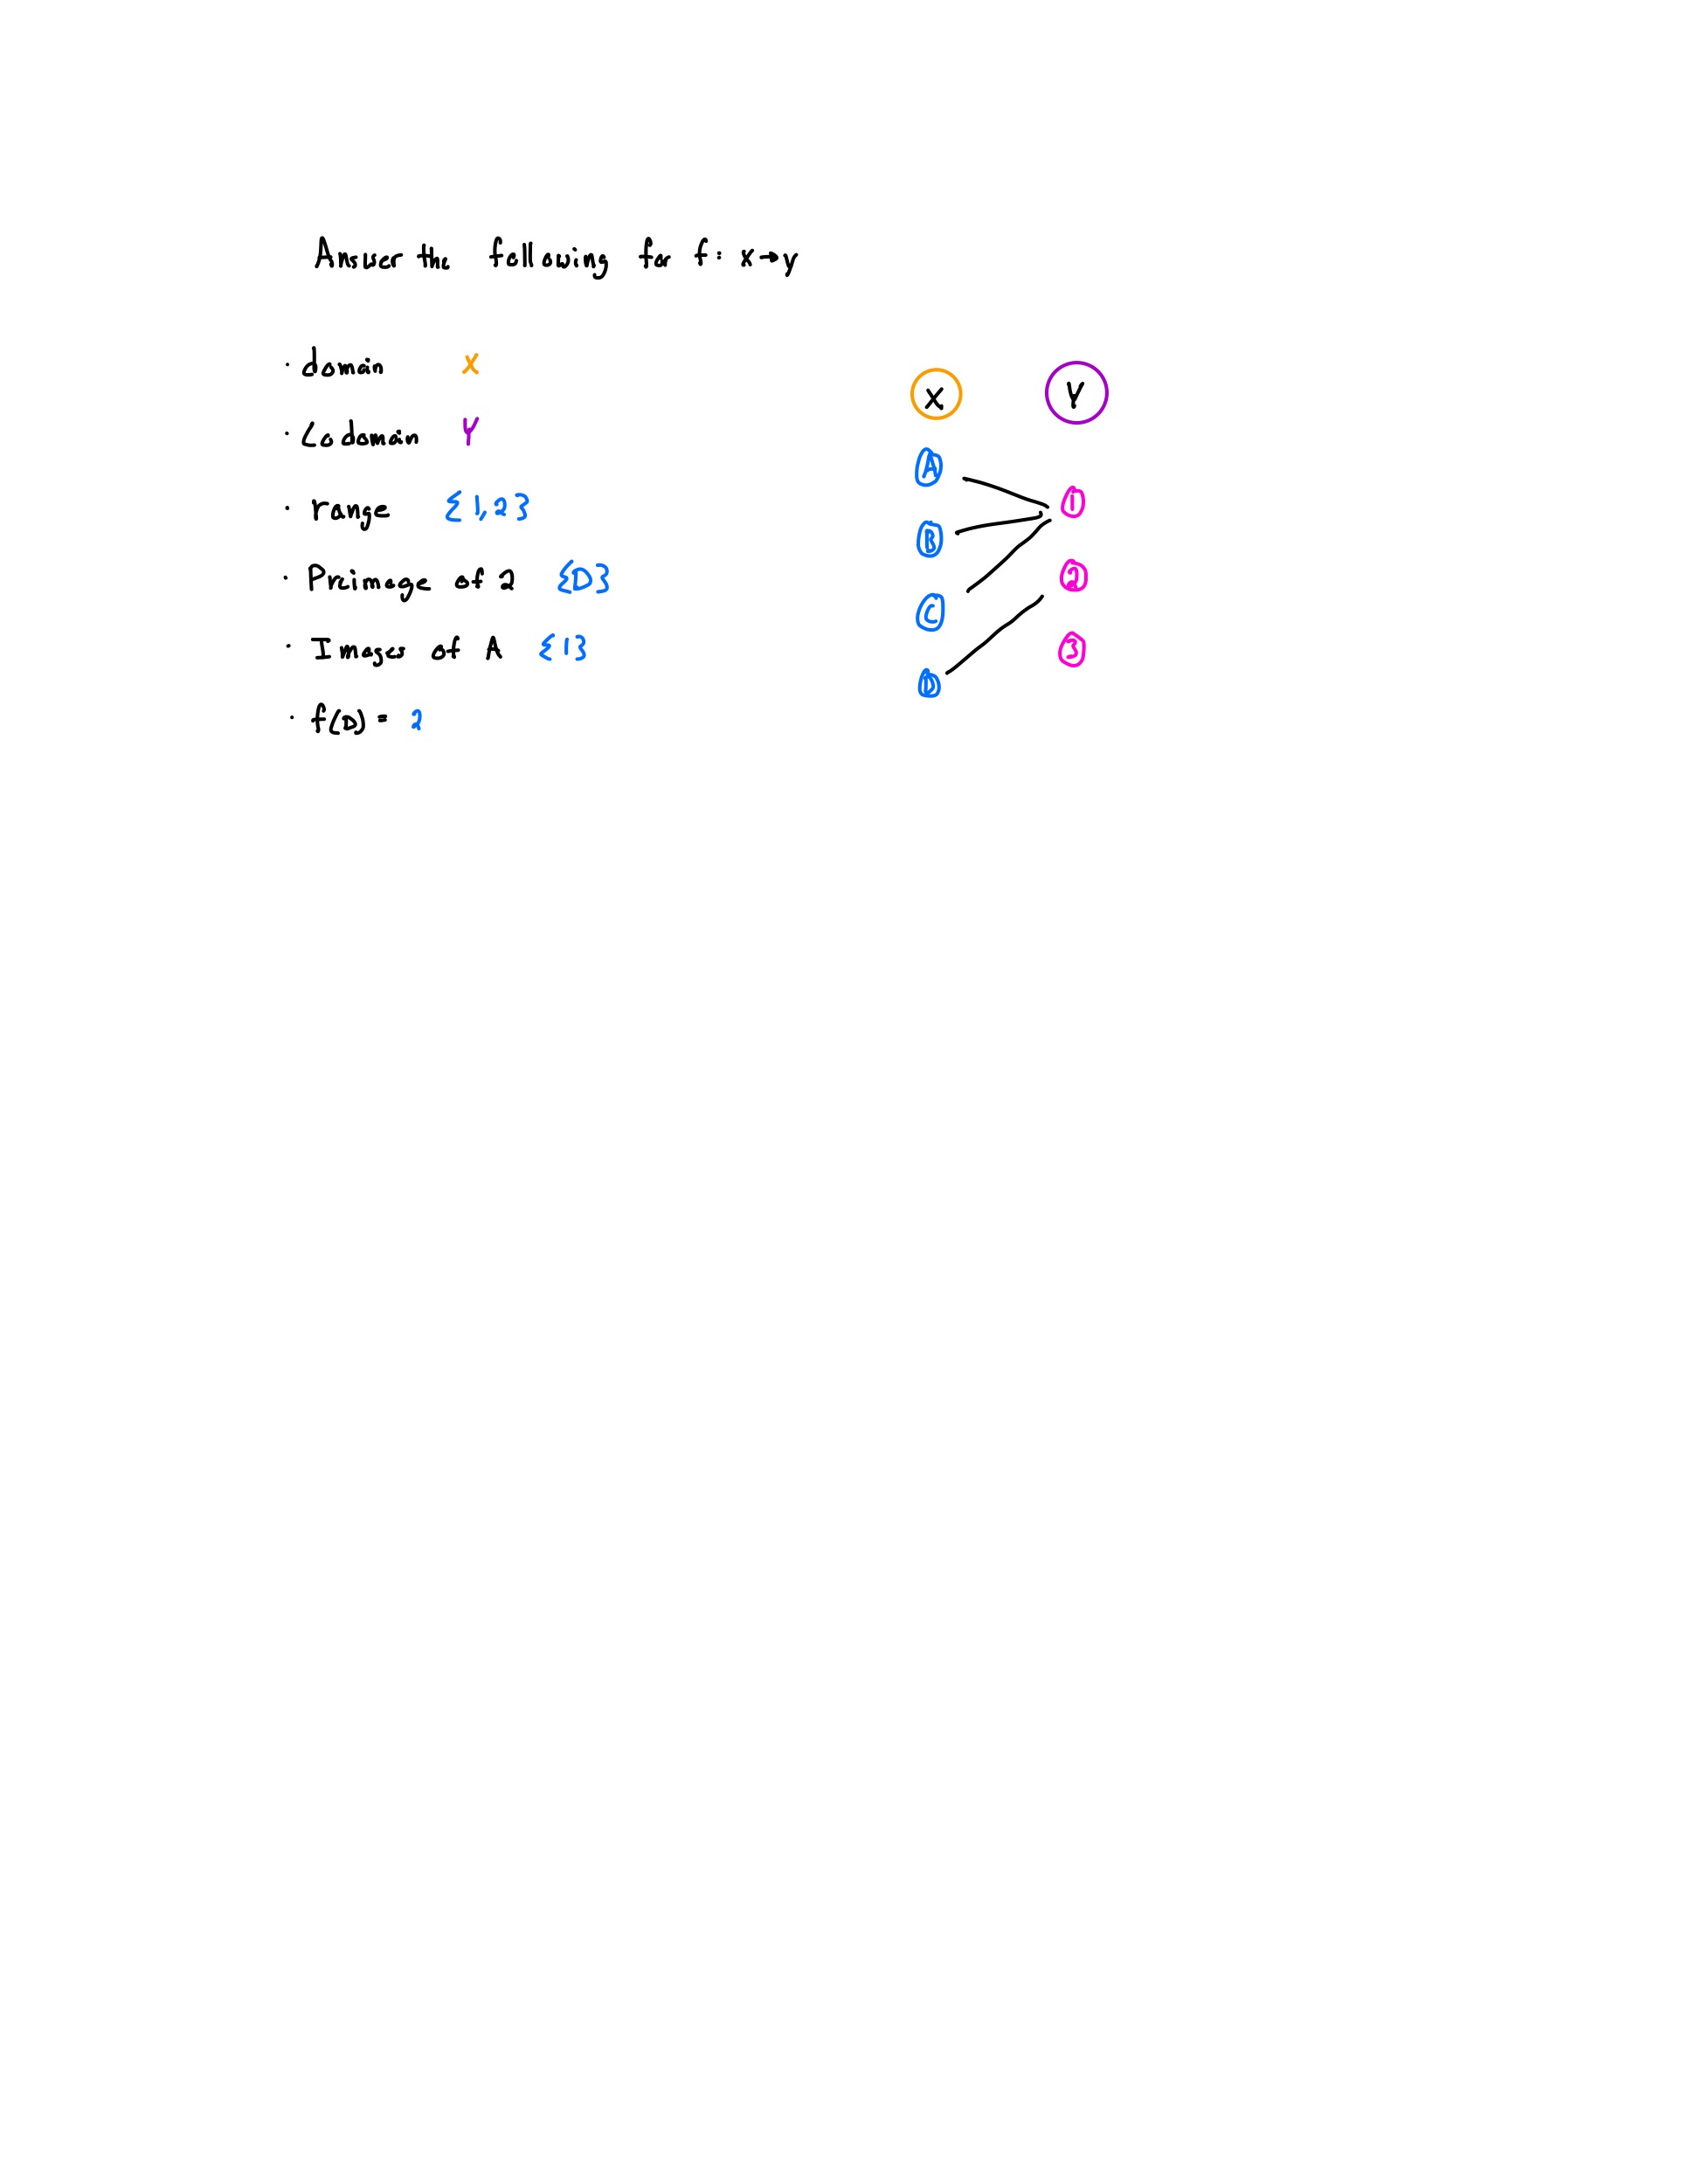 Answer the following for f: x→y
· domain X
· Codomain Y
· range {1,2}
· Primage of 2 {D}
· Images of A {1}
· f(D) = 2
X Y
A
1
B
2
C
3
D